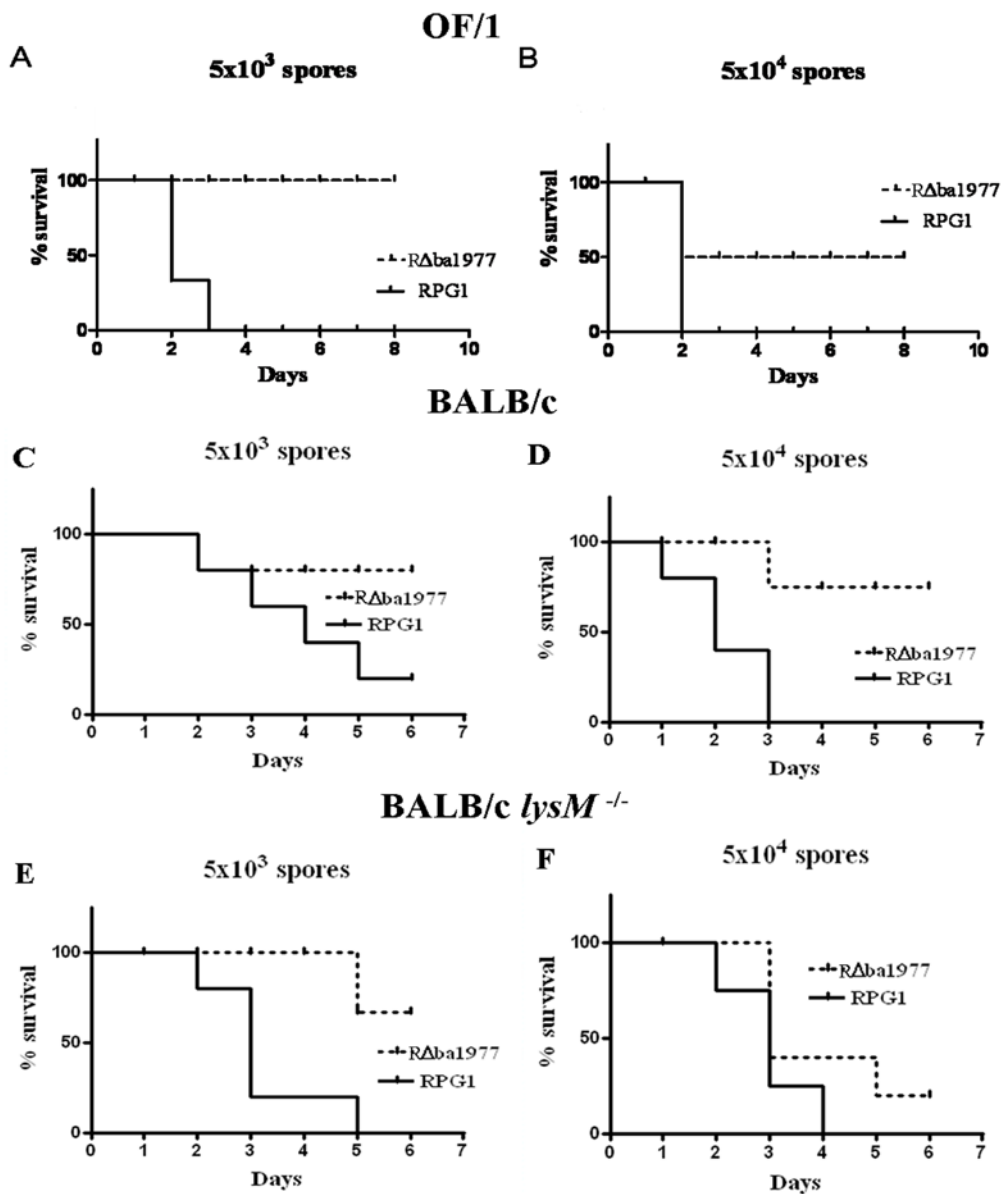 OF/1
A
5x10³ spores
% survival
100
50
0
0 2 4 6 8 10
Days
RΔba1977
RPG1
B
5x10⁴ spores
% survival
100
50
0
0 2 4 6 8 10
Days
RΔba1977
RPG1
BALB/c
C
5x10³ spores
% survival
100
50
0
0 1 2 3 4 5 6 7
Days
RΔba1977
RPG1
D
5x10⁴ spores
% survival
100
50
0
0 1 2 3 4 5 6 7
Days
RΔba1977
RPG1
BALB/c lysM -/-
E
5x10³ spores
% survival
100
50
0
0 1 2 3 4 5 6 7
Days
RΔba1977
RPG1
F
5x10⁴ spores
% survival
100
50
0
0 1 2 3 4 5 6 7
Days
RΔba1977
RPG1